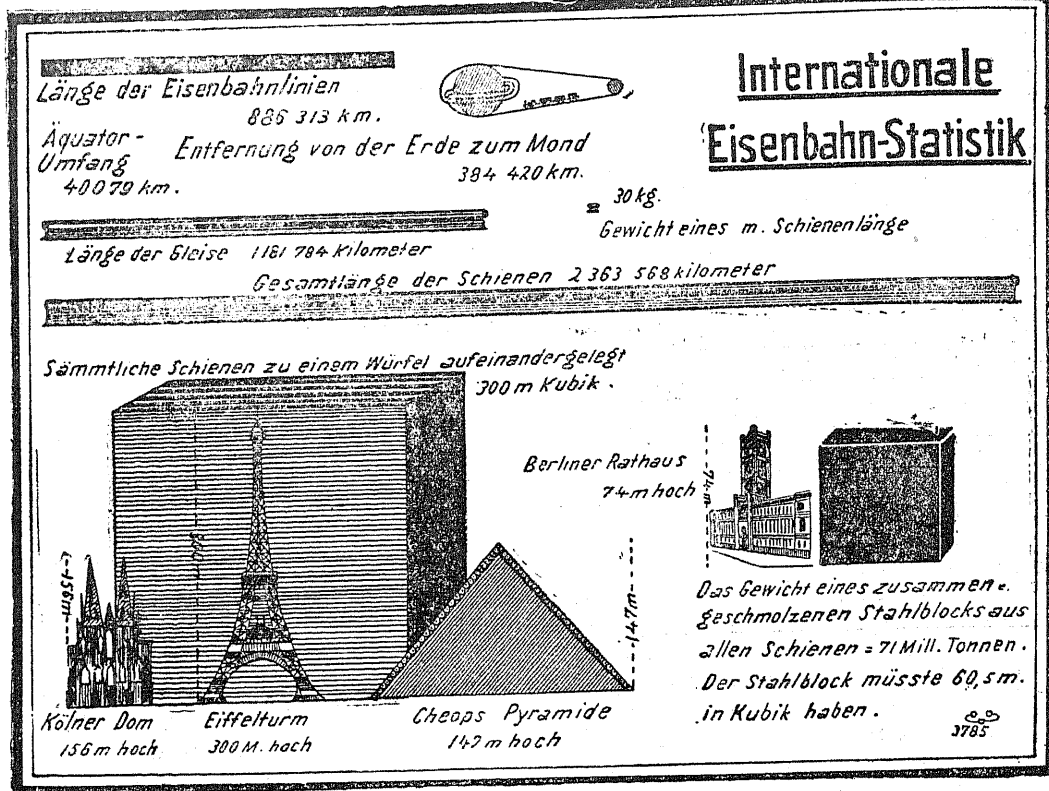 Internationale
Eisenbahn-Statistik
Länge der Eisenbahnlinien
886 313 km.
Äquator-
Umfang
40079 km.
Entfernung von der Erde zum Mond
384 420 km.
30 kg.
Gewicht eines m. Schienenlänge
Länge der Gleise 1181 784 Kilometer
Gesamtlänge der Schienen 2 363 568 kilometer
Sämmtliche Schienen zu einem Würfel aufeinandergelegt
300 m Kubik.
156m
300 m
147m
Berliner Rathaus
74 m hoch
74 m
Kölner Dom
156 m hoch
Eiffelturm
300 M. hoch
Cheops Pyramide
147 m hoch
Das Gewicht eines zusammen-
geschmolzenen Stahlblocks aus
allen Schienen = 71 Mill. Tonnen.
Der Stahlblock müsste 60,5m.
in Kubik haben.
3785